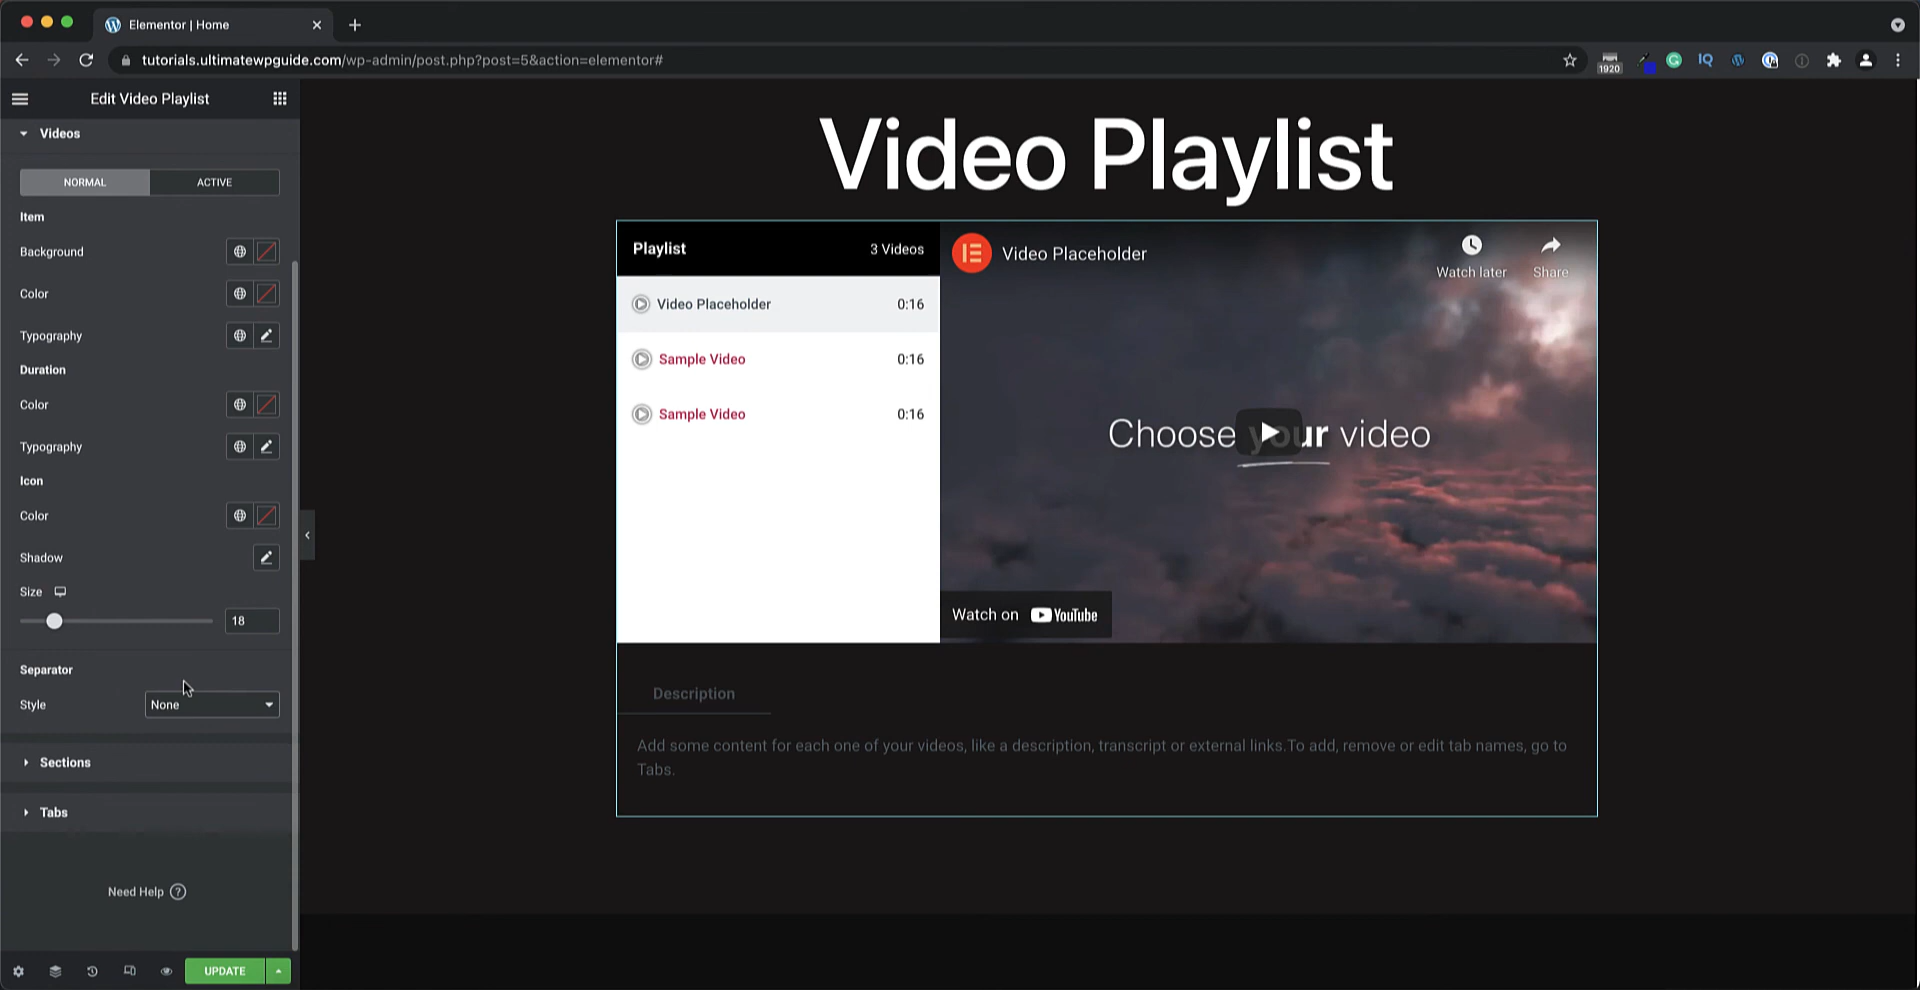 Elementor | Home
tutorials.ultimatewpguide.com/wp-admin/post.php?post=5&action=elementor#
1920
IQ
Edit Video Playlist
Videos
NORMAL
ACTIVE
Item
Background
Color
Typography
Duration
Color
Typography
Icon
Color
Shadow
Size
18
Separator
Style
None
Sections
Tabs
Need Help ?
UPDATE
Video Playlist
Playlist
3 Videos
Video Placeholder 0:16
Sample Video 0:16
Sample Video 0:16
Video Placeholder
Watch later
Share
Choose your video
Watch on YouTube
Description
Add some content for each one of your videos, like a description, transcript or external links.To add, remove or edit tab names, go to
Tabs.